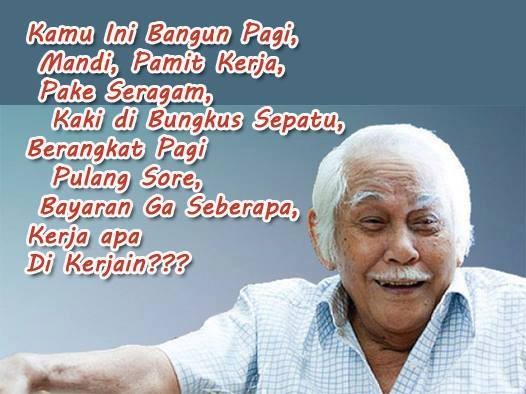 Kamu Ini Bangun Pagi,
Mandi, Pamit Kerja,
Pake Seragam,
Kaki di Bungkus Sepatu,
Berangkat Pagi
Pulang Sore,
Bayaran Ga Seberapa,
Kerja apa
Di Kerjain???